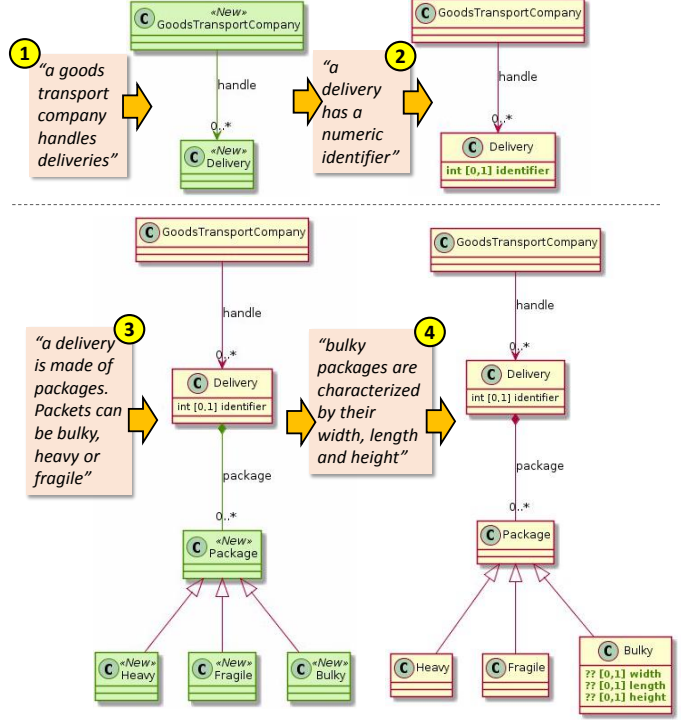 1
“a goods
transport
company
handles
deliveries”
C «New»
GoodsTransportCompany
handle
0..*
C «New»
Delivery
2
“a
delivery
has a
numeric
identifier”
C GoodsTransportCompany
handle
0..*
C Delivery
int [0,1] identifier
3
“a delivery
is made of
packages.
Packets can
be bulky,
heavy or
fragile”
C GoodsTransportCompany
handle
0..*
C Delivery
int [0,1] identifier
package
0..*
C «New»
Package
C «New»
Heavy
C «New»
Fragile
C «New»
Bulky
4
“bulky
packages are
characterized
by their
width, length
and height”
C GoodsTransportCompany
handle
0..*
C Delivery
int [0,1] identifier
package
0..*
C Package
C Heavy
C Fragile
C Bulky
?? [0,1] width
?? [0,1] length
?? [0,1] height